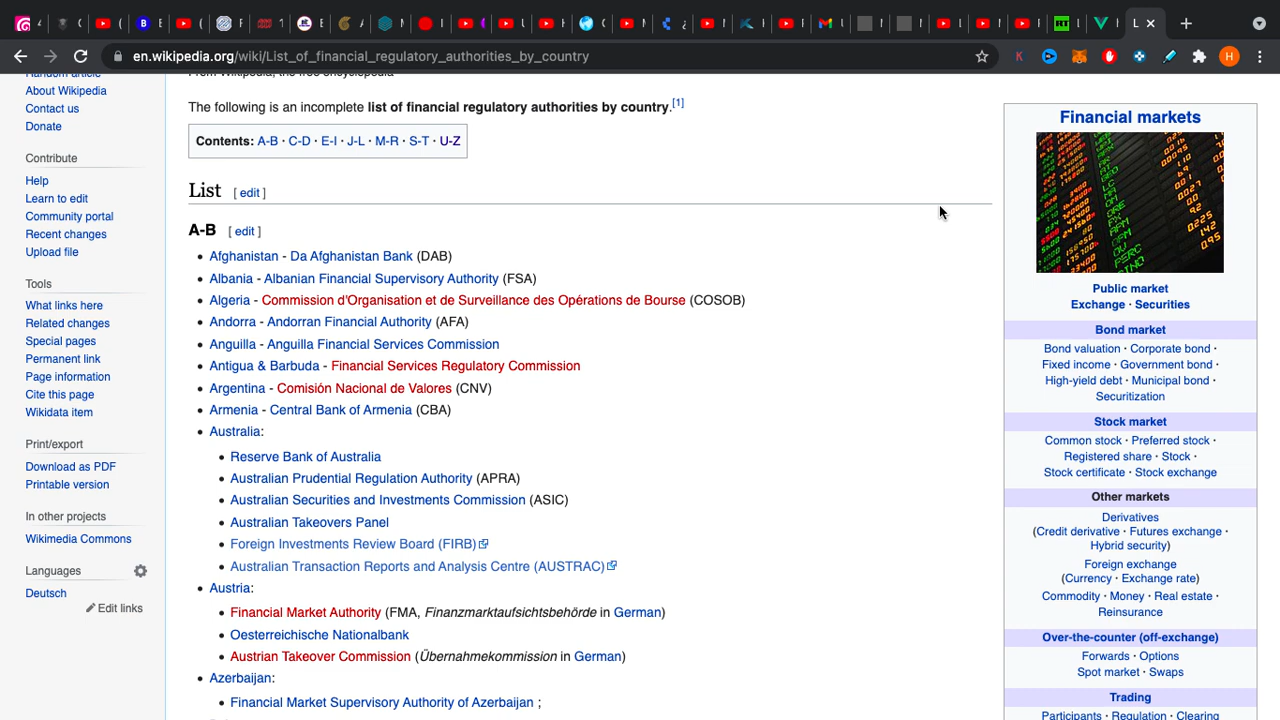 en.wikipedia.org/wiki/List_of_financial_regulatory_authorities_by_country
H
Random article
About Wikipedia
Contact us
Donate
Contribute
Help
Learn to edit
Community portal
Recent changes
Upload file
Tools
What links here
Related changes
Special pages
Permanent link
Page information
Cite this page
Wikidata item
Print/export
Download as PDF
Printable version
In other projects
Wikimedia Commons
Languages
Deutsch
Edit links
From Wikipedia, the free encyclopedia
The following is an incomplete list of financial regulatory authorities by country.[1]
Contents: A-B · C-D · E-I · J-L · M-R · S-T · U-Z
List [ edit ]
A-B [ edit ]
• Afghanistan - Da Afghanistan Bank (DAB)
• Albania - Albanian Financial Supervisory Authority (FSA)
• Algeria - Commission d'Organisation et de Surveillance des Opérations de Bourse (COSOB)
• Andorra - Andorran Financial Authority (AFA)
• Anguilla - Anguilla Financial Services Commission
• Antigua & Barbuda - Financial Services Regulatory Commission
• Argentina - Comisión Nacional de Valores (CNV)
• Armenia - Central Bank of Armenia (CBA)
• Australia:
• Reserve Bank of Australia
• Australian Prudential Regulation Authority (APRA)
• Australian Securities and Investments Commission (ASIC)
• Australian Takeovers Panel
• Foreign Investments Review Board (FIRB)
• Australian Transaction Reports and Analysis Centre (AUSTRAC)
• Austria:
• Financial Market Authority (FMA, Finanzmarktaufsichtsbehörde in German)
• Oesterreichische Nationalbank
• Austrian Takeover Commission (Übernahmekommission in German)
• Azerbaijan:
• Financial Market Supervisory Authority of Azerbaijan ;
Financial markets
Public market
Exchange · Securities
Bond market
Bond valuation · Corporate bond ·
Fixed income · Government bond ·
High-yield debt · Municipal bond ·
Securitization
Stock market
Common stock · Preferred stock ·
Registered share · Stock ·
Stock certificate · Stock exchange
Other markets
Derivatives
(Credit derivative · Futures exchange ·
Hybrid security)
Foreign exchange
(Currency · Exchange rate)
Commodity · Money · Real estate ·
Reinsurance
Over-the-counter (off-exchange)
Forwards · Options
Spot market · Swaps
Trading
Participants · Regulation · Clearing